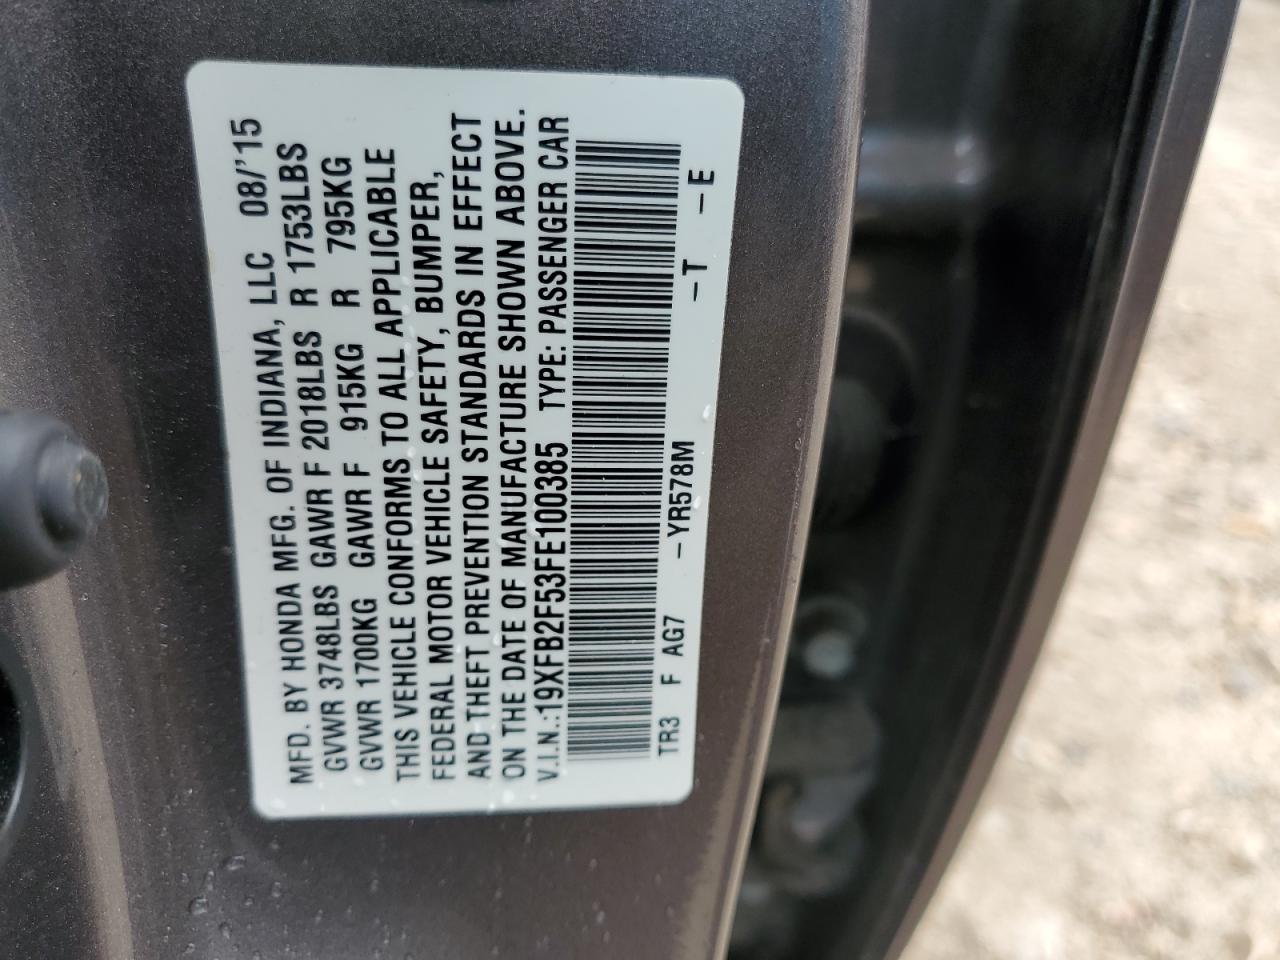 MFD. BY HONDA MFG. OF INDIANA, LLC 08/'15
GVWR 3748LBS GAWR F 2018LBS R 1753LBS
GVWR 1700KG GAWR F 915KG R 795KG
THIS VEHICLE CONFORMS TO ALL APPLICABLE
FEDERAL MOTOR VEHICLE SAFETY, BUMPER,
AND THEFT PREVENTION STANDARDS IN EFFECT
ON THE DATE OF MANUFACTURE SHOWN ABOVE.
V.I.N.:19XFB2F53FE100385 TYPE: PASSENGER CAR
TR3 F AG7 –YR578M –T –E